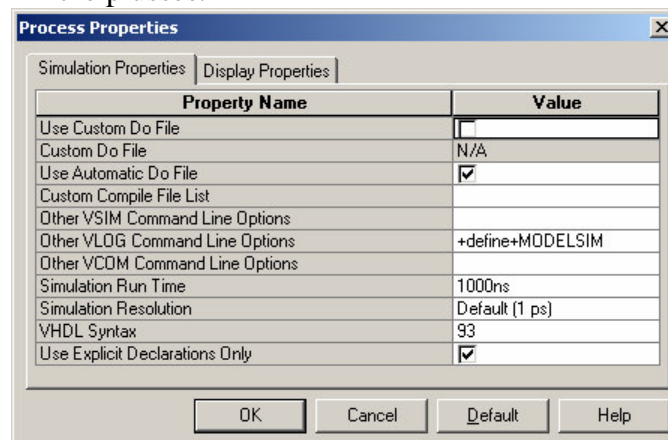 Process Properties
Simulation Properties Display Properties
Property Name Value
Use Custom Do File
Custom Do File N/A
Use Automatic Do File
Custom Compile File List
Other VSIM Command Line Options
Other VLOG Command Line Options +define+MODELSIM
Other VCOM Command Line Options
Simulation Run Time 1000ns
Simulation Resolution Default (1 ps)
VHDL Syntax 93
Use Explicit Declarations Only
OK Cancel Default Help